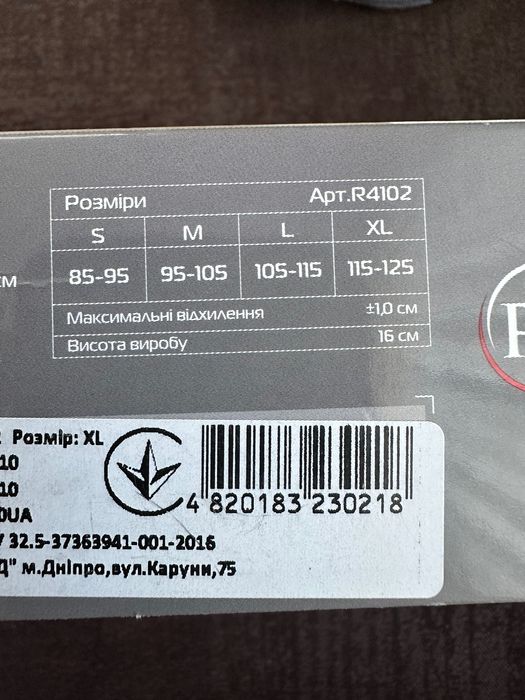 Розміри Арт.R4102
S M L XL
см 85-95 95-105 105-115 115-125
Максимальні відхилення ±1,0 см
Висота виробу 16 см
Розмір: XL
10
10
0UA
32.5-37363941-001-2016
Д" м.Дніпро,вул.Каруни,75
4 820183 230218